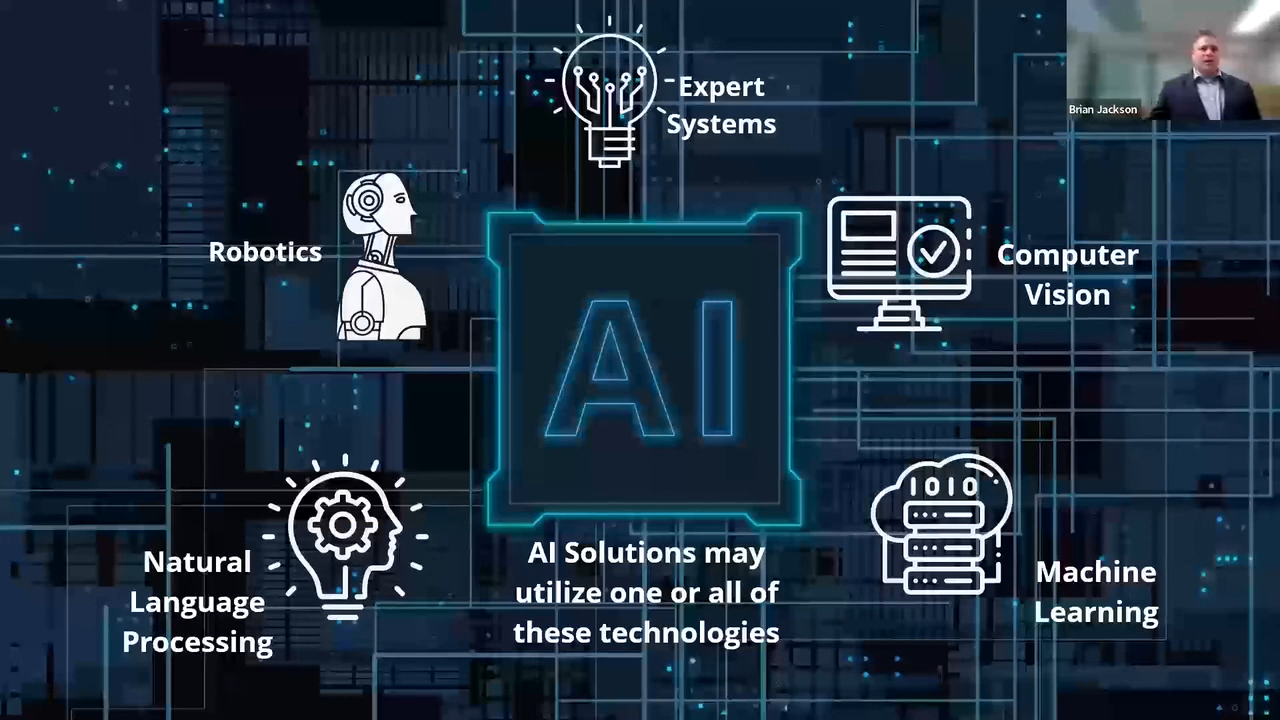 Expert
Systems
Brian Jackson
Robotics
Computer
Vision
AI
1010
Natural
Language
Processing
AI Solutions may
utilize one or all of
these technologies
Machine
Learning